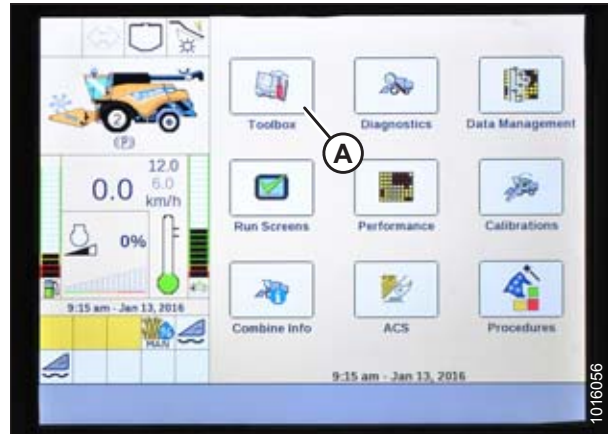 Toolbox
Diagnostics
Data Management
A
2
(P)
12.0
0.0
6.0
km/h
Run Screens
Performance
Calibrations
0%
9:15 am - Jan 13, 2016
MAN
Combine Info
ACS
Procedures
9:15 am - Jan 13, 2016
1016056